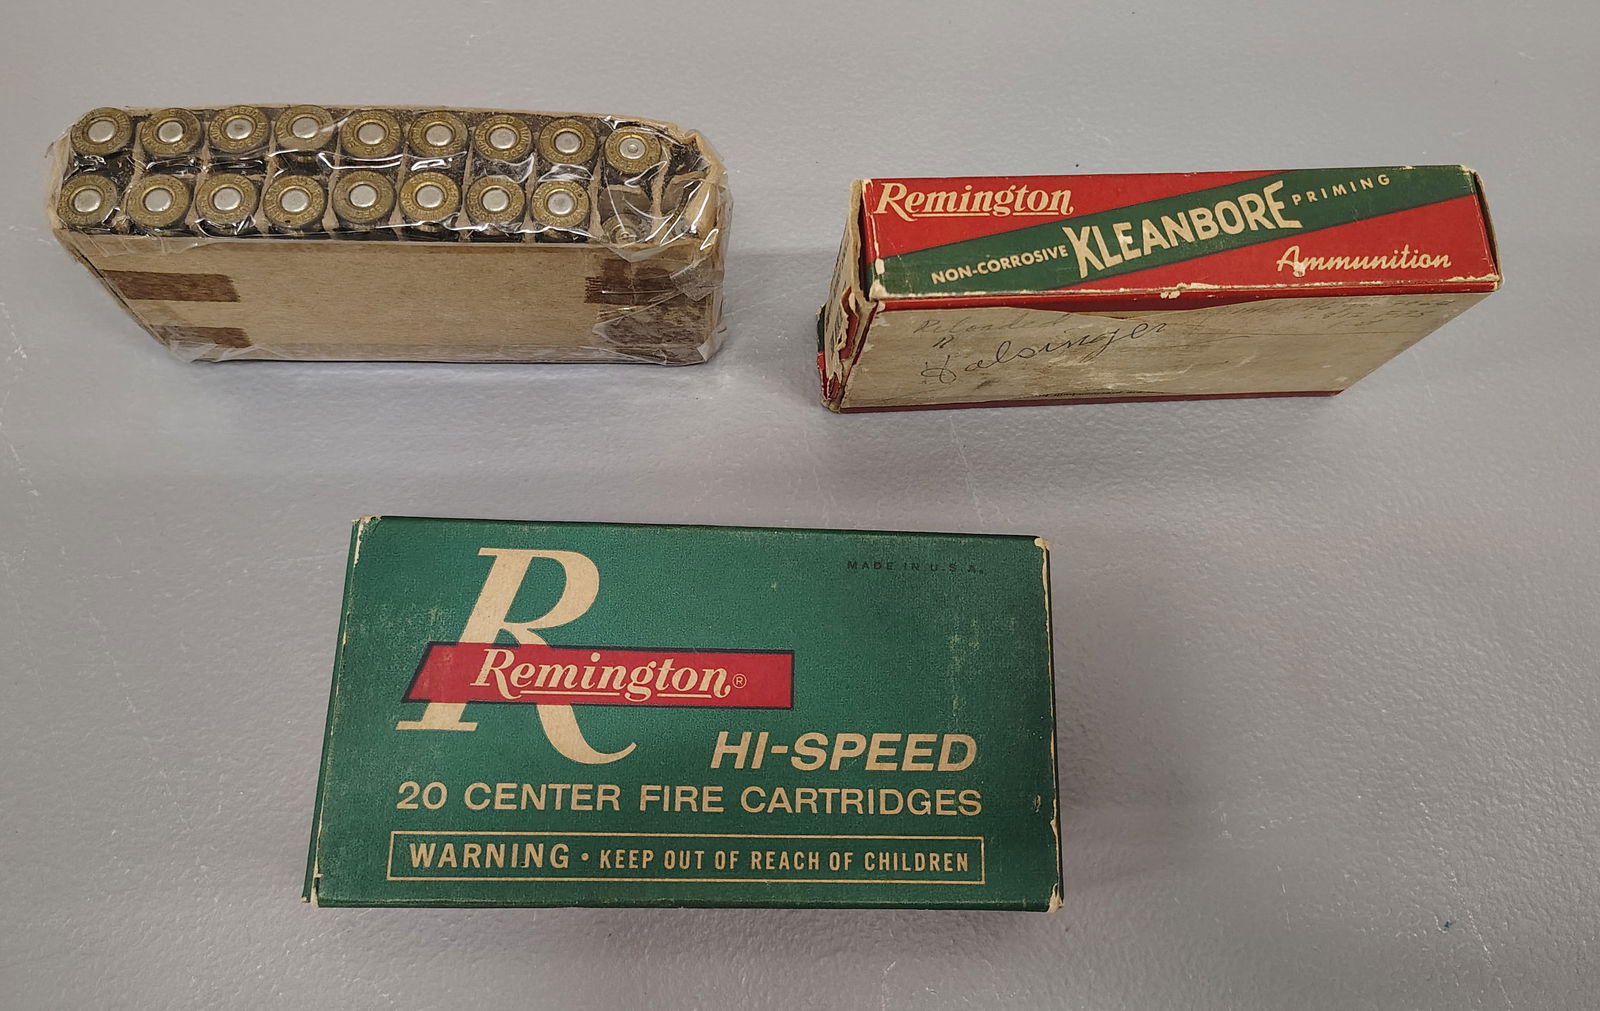 Remington
NON-CORROSIVE KLEANBORE PRIMING
Ammunition
Reloaded
MADE IN U.S.A.
R
Remington®
HI-SPEED
20 CENTER FIRE CARTRIDGES
WARNING • KEEP OUT OF REACH OF CHILDREN